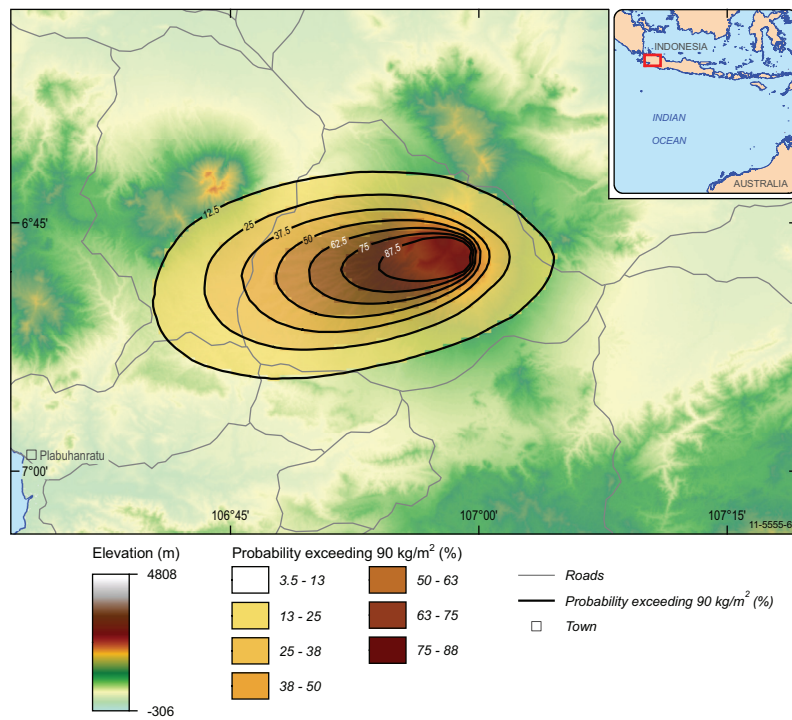 INDONESIA
INDIAN
OCEAN
AUSTRALIA
6°45'
12.5
25
37.5
50
62.5
75
87.5
Plabuhanratu
7°00'
106°45'
107°00'
107°15'
11-5555-6
Elevation (m)
4808
-306
Probability exceeding 90 kg/m² (%)
3.5 - 13
13 - 25
25 - 38
38 - 50
50 - 63
63 - 75
75 - 88
Roads
Probability exceeding 90 kg/m² (%)
Town